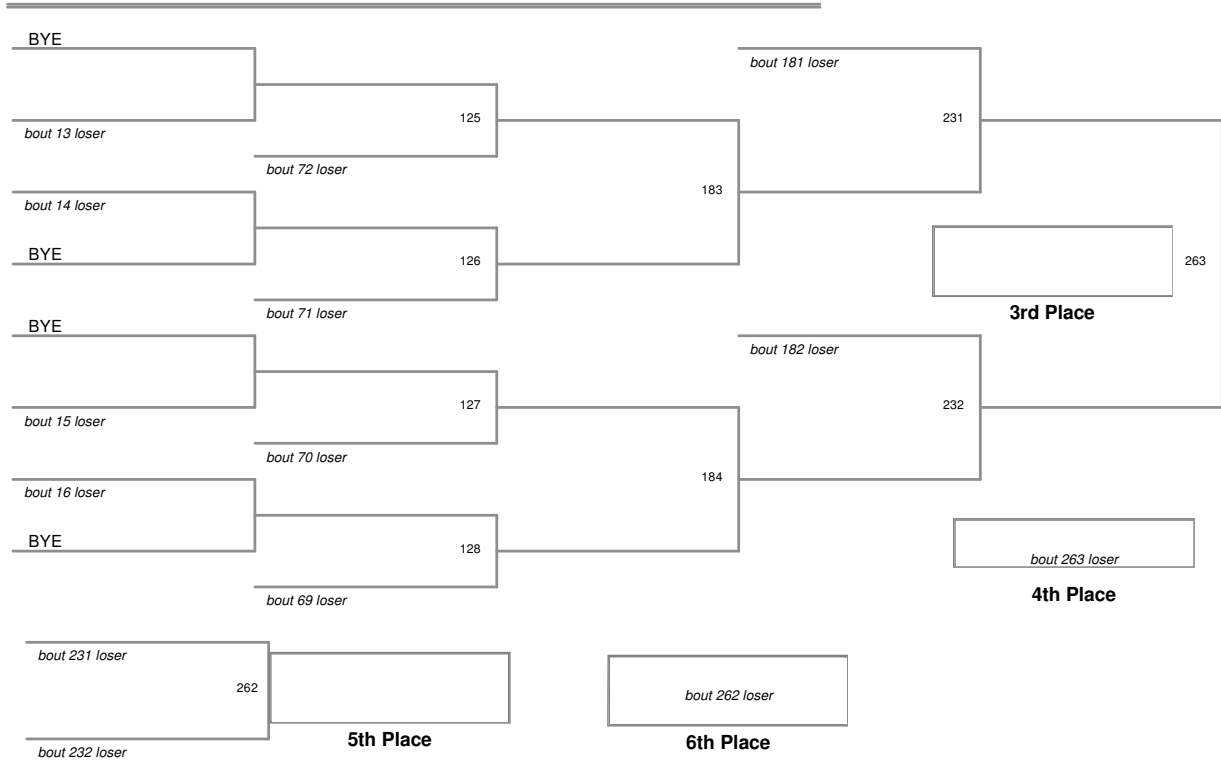 BYE
bout 181 loser
125
231
bout 13 loser
bout 72 loser
183
bout 14 loser
BYE
126
263
bout 71 loser
3rd Place
BYE
bout 182 loser
127
232
bout 15 loser
bout 70 loser
184
bout 16 loser
BYE
128
bout 263 loser
4th Place
bout 69 loser
bout 231 loser
262
bout 262 loser
5th Place
6th Place
bout 232 loser